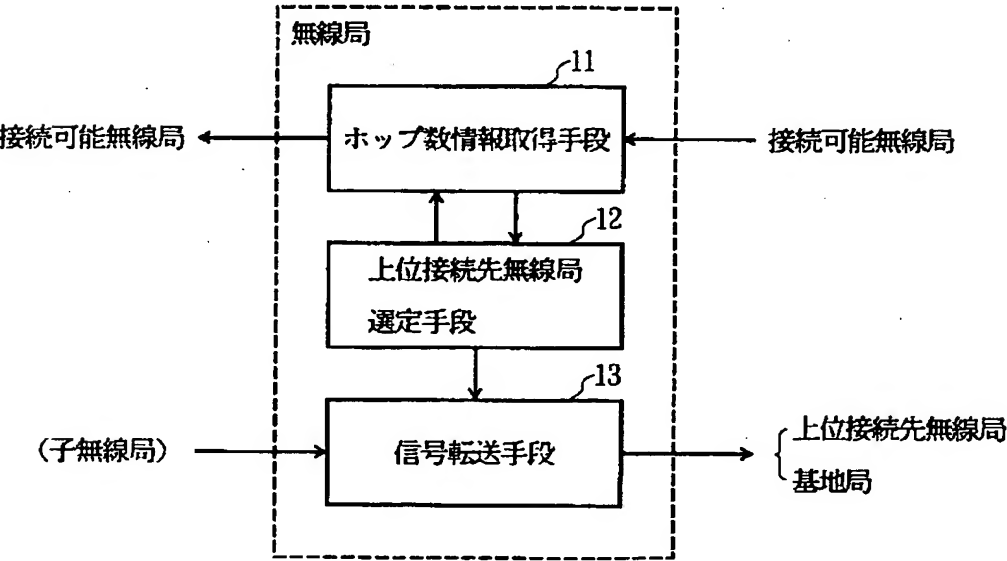 無線局
11
接続可能無線局
ホップ数情報取得手段
接続可能無線局
12
上位接続先無線局
選定手段
13
(子無線局)
信号転送手段
上位接続先無線局
基地局